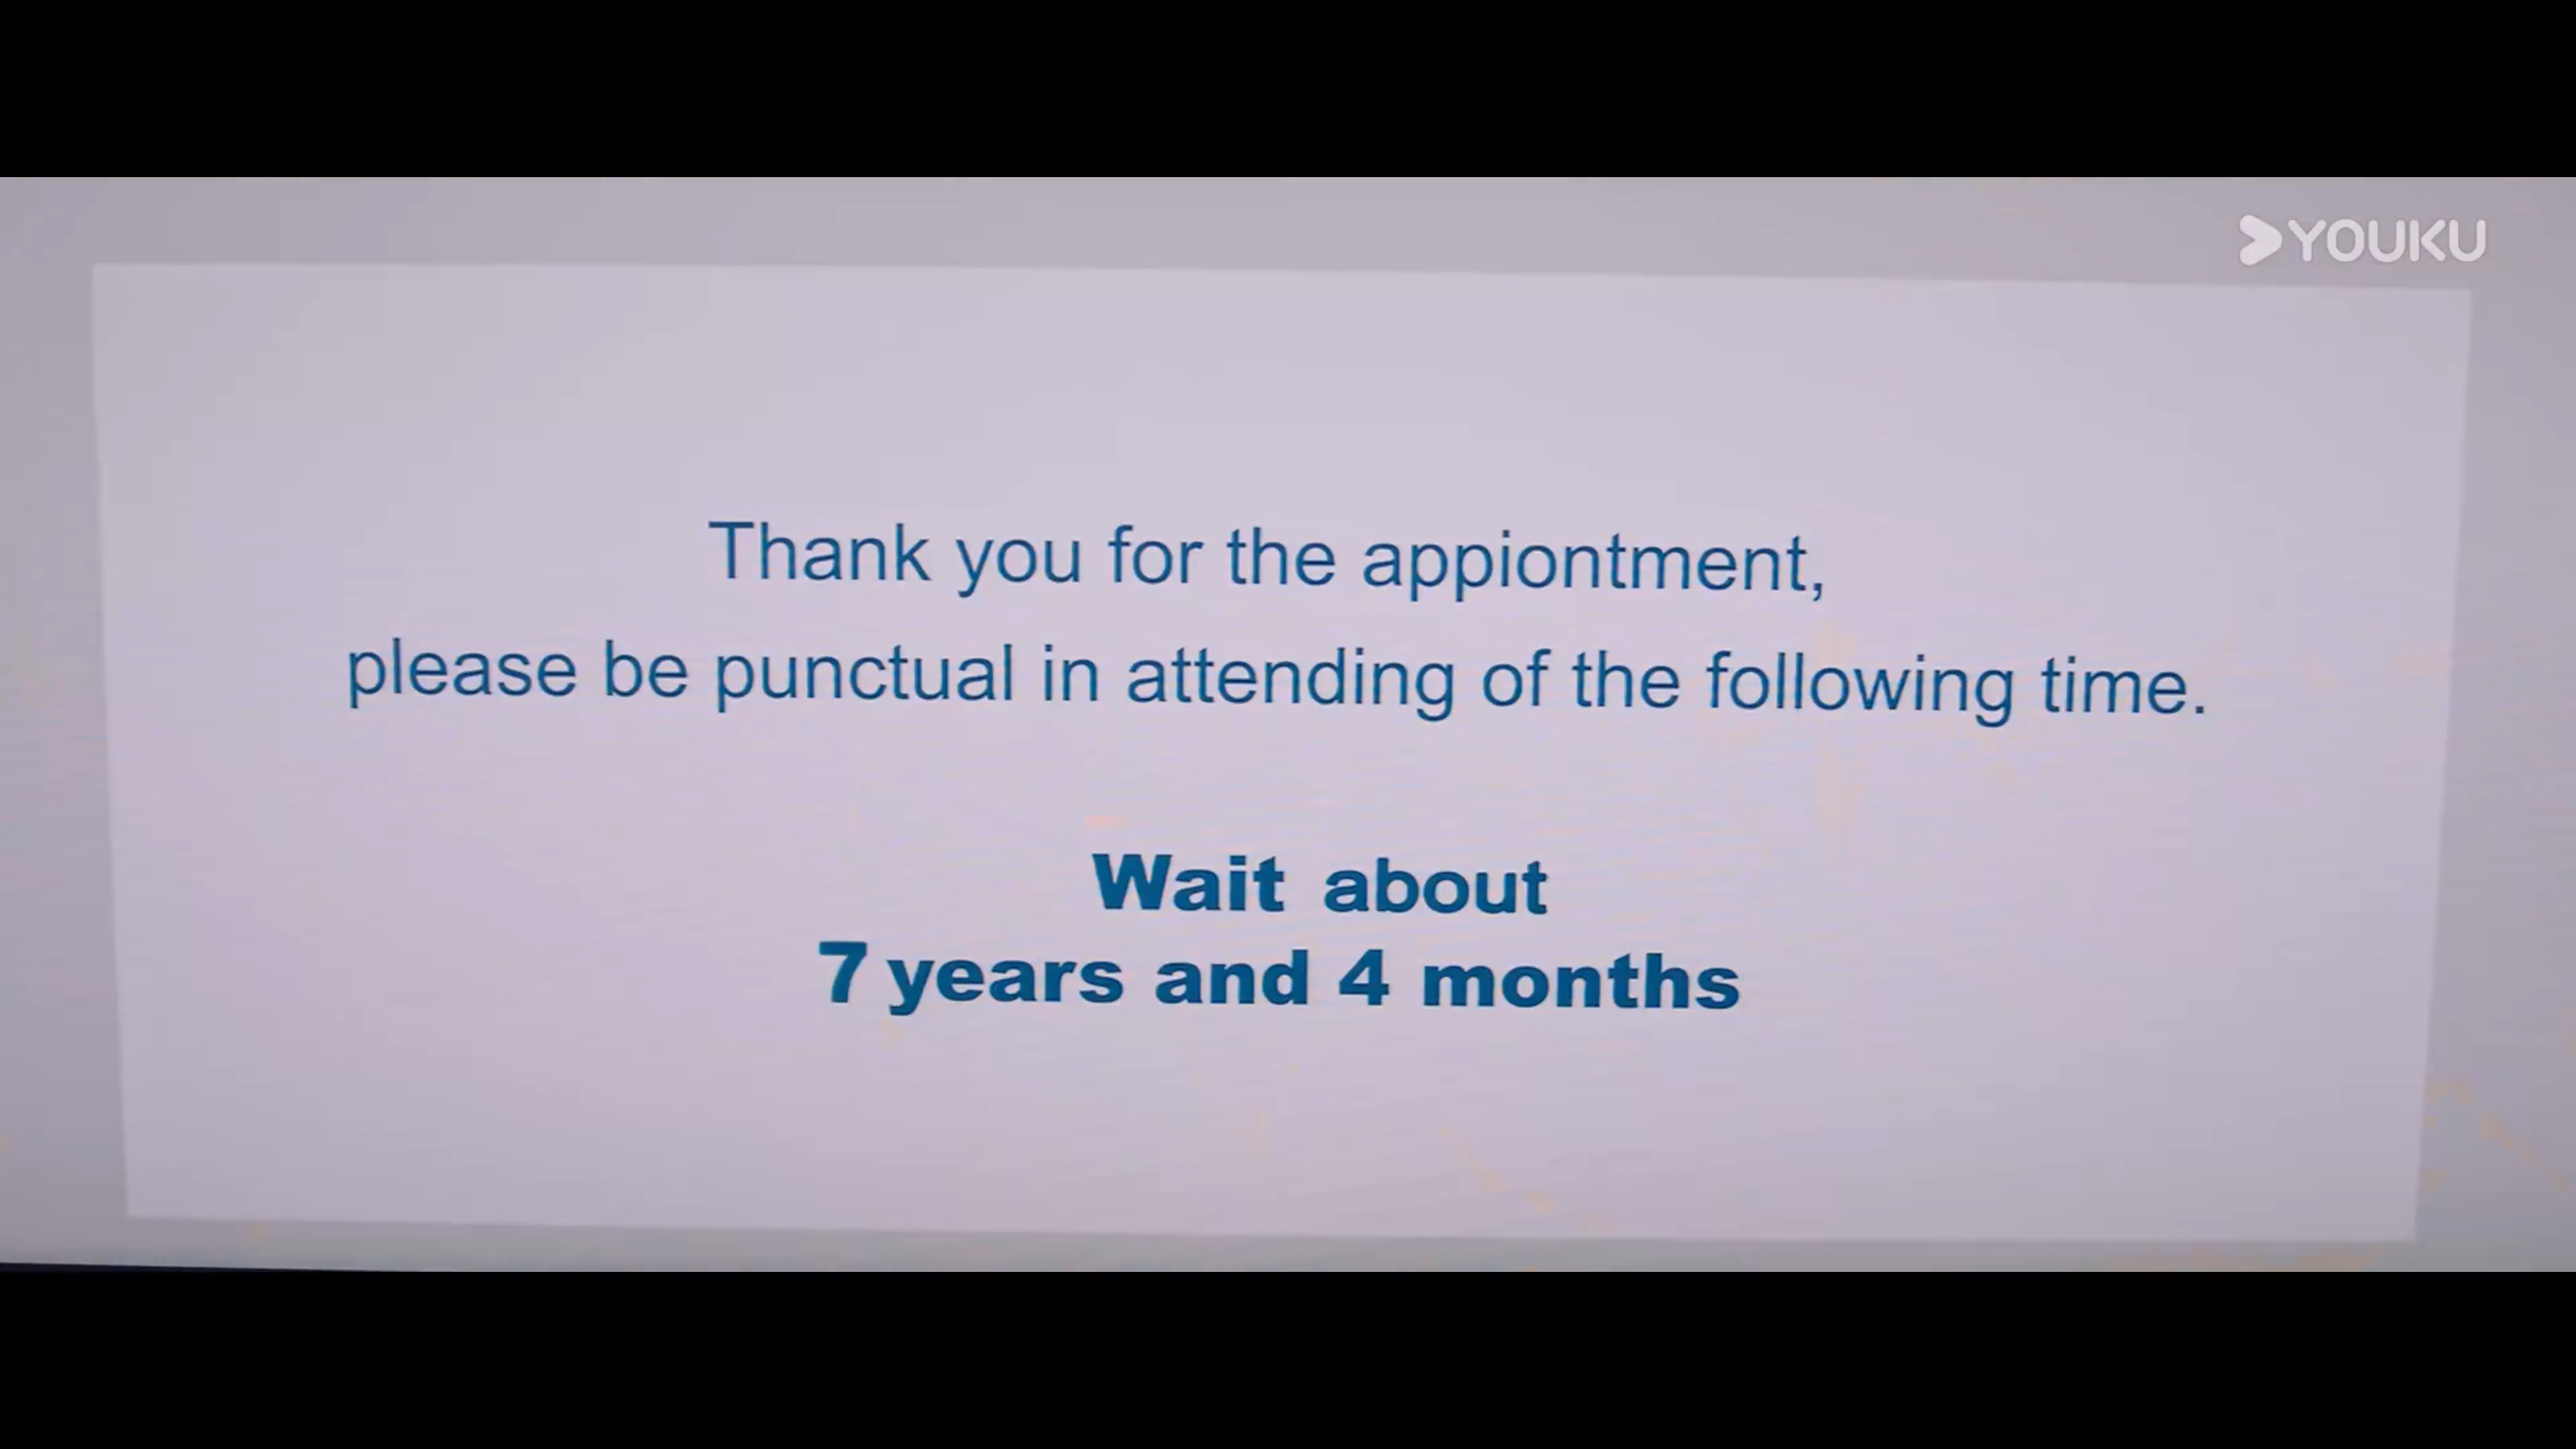 YOUKU
Thank you for the appiontment,
please be punctual in attending of the following time.
Wait about
7 years and 4 months